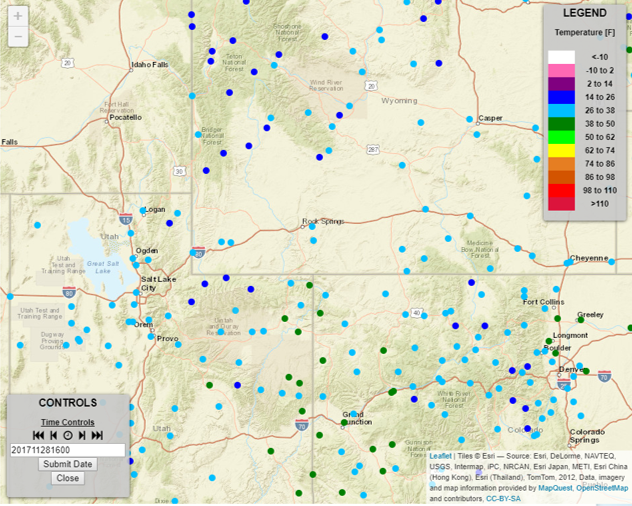 +
−
LEGEND
Temperature [F]
<-10
-10 to 2
2 to 14
14 to 26
26 to 38
38 to 50
50 to 62
62 to 74
74 to 86
86 to 98
98 to 110
>110
Shoshone
National
Forest
Teton
National
Forest
Idaho Falls
20
Wind River
Reservation
20
Wyoming
Fort Hall
Reservation
Pocatello
Casper
Bridger
National
Forest
Falls
287
30
Logan
15
Rock Springs
Utah
Medicine
Bow National
Forest
Ogden
80
Great Salt
Lake
Utah Test
and Training
Range
Cheyenne
Salt Lake
City
80
Fort Collins
Utah Test and
Training Range
40
Greeley
Orem
Uintah
and Ouray
Reservation
Dugway
Proving
Grounds
Provo
Longmont
Boulder
Denver
70
White River
National
Forest
CONTROLS
Time Controls
201711281600
Submit Date
Close
Grand
Junction
70
Utah
Colorado
Colorado
Springs
Gunnison
National
Leaflet | Tiles © Esri — Source: Esri, DeLorme, NAVTEQ,
USGS, Intermap, iPC, NRCAN, Esri Japan, METI, Esri China
(Hong Kong), Esri (Thailand), TomTom, 2012, Data, imagery
and map information provided by MapQuest, OpenStreetMap
and contributors, CC-BY-SA